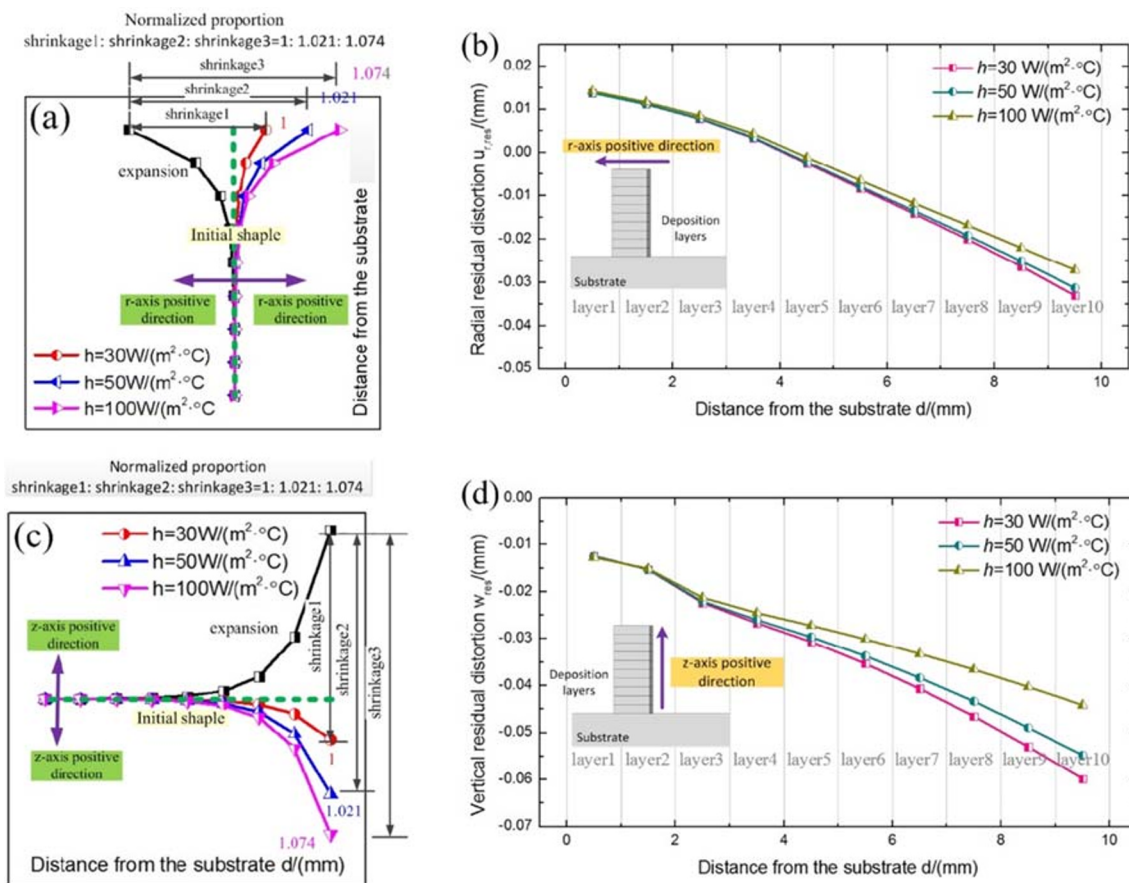 Normalized proportion
shrinkage1: shrinkage2: shrinkage3=1: 1.021: 1.074
shrinkage3
1.074
shrinkage2
1.021
shrinkage1
1
(a)
expansion
Initial shaple
r-axis positive
direction
r-axis positive
direction
h=30W/(m²·°C)
h=50W/(m²·°C
h=100W/(m²·°C
Distance from the substrate
(b)
0.02
0.01
0.00
-0.01
-0.02
-0.03
-0.04
-0.05
Radial residual distortion u_{r,res}/(mm)
h=30 W/(m²·°C)
h=50 W/(m²·°C)
h=100 W/(m²·°C)
r-axis positive direction
Deposition
layers
Substrate
layer1 layer2 layer3 layer4 layer5 layer6 layer7 layer8 layer9 layer10
0 2 4 6 8 10
Distance from the substrate d/(mm)
Normalized proportion
shrinkage1: shrinkage2: shrinkage3=1: 1.021: 1.074
(c)
h=30W/(m²·°C)
h=50W/(m²·°C)
h=100W/(m²·°C)
shrinkage1
shrinkage2
shrinkage3
expansion
z-axis positive
direction
Initial shape
z-axis positive
direction
1
1.021
1.074
Distance from the substrate d/(mm)
(d)
0.00
-0.01
-0.02
-0.03
-0.04
-0.05
-0.06
-0.07
Vertical residual distortion w_{res}/(mm)
h=30 W/(m²·°C)
h=50 W/(m²·°C)
h=100 W/(m²·°C)
Deposition
layers
z-axis positive
direction
Substrate
layer1 layer2 layer3 layer4 layer5 layer6 layer7 layer8 layer9 layer10
0 2 4 6 8 10
Distance from the substrate d/(mm)